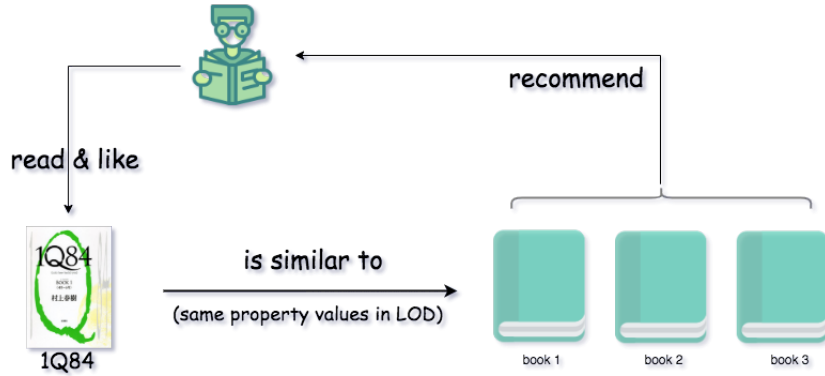 recommend
read & like
1Q84
BOOK 1
村上春樹
1Q84
is similar to
(same property values in LOD)
book 1
book 2
book 3